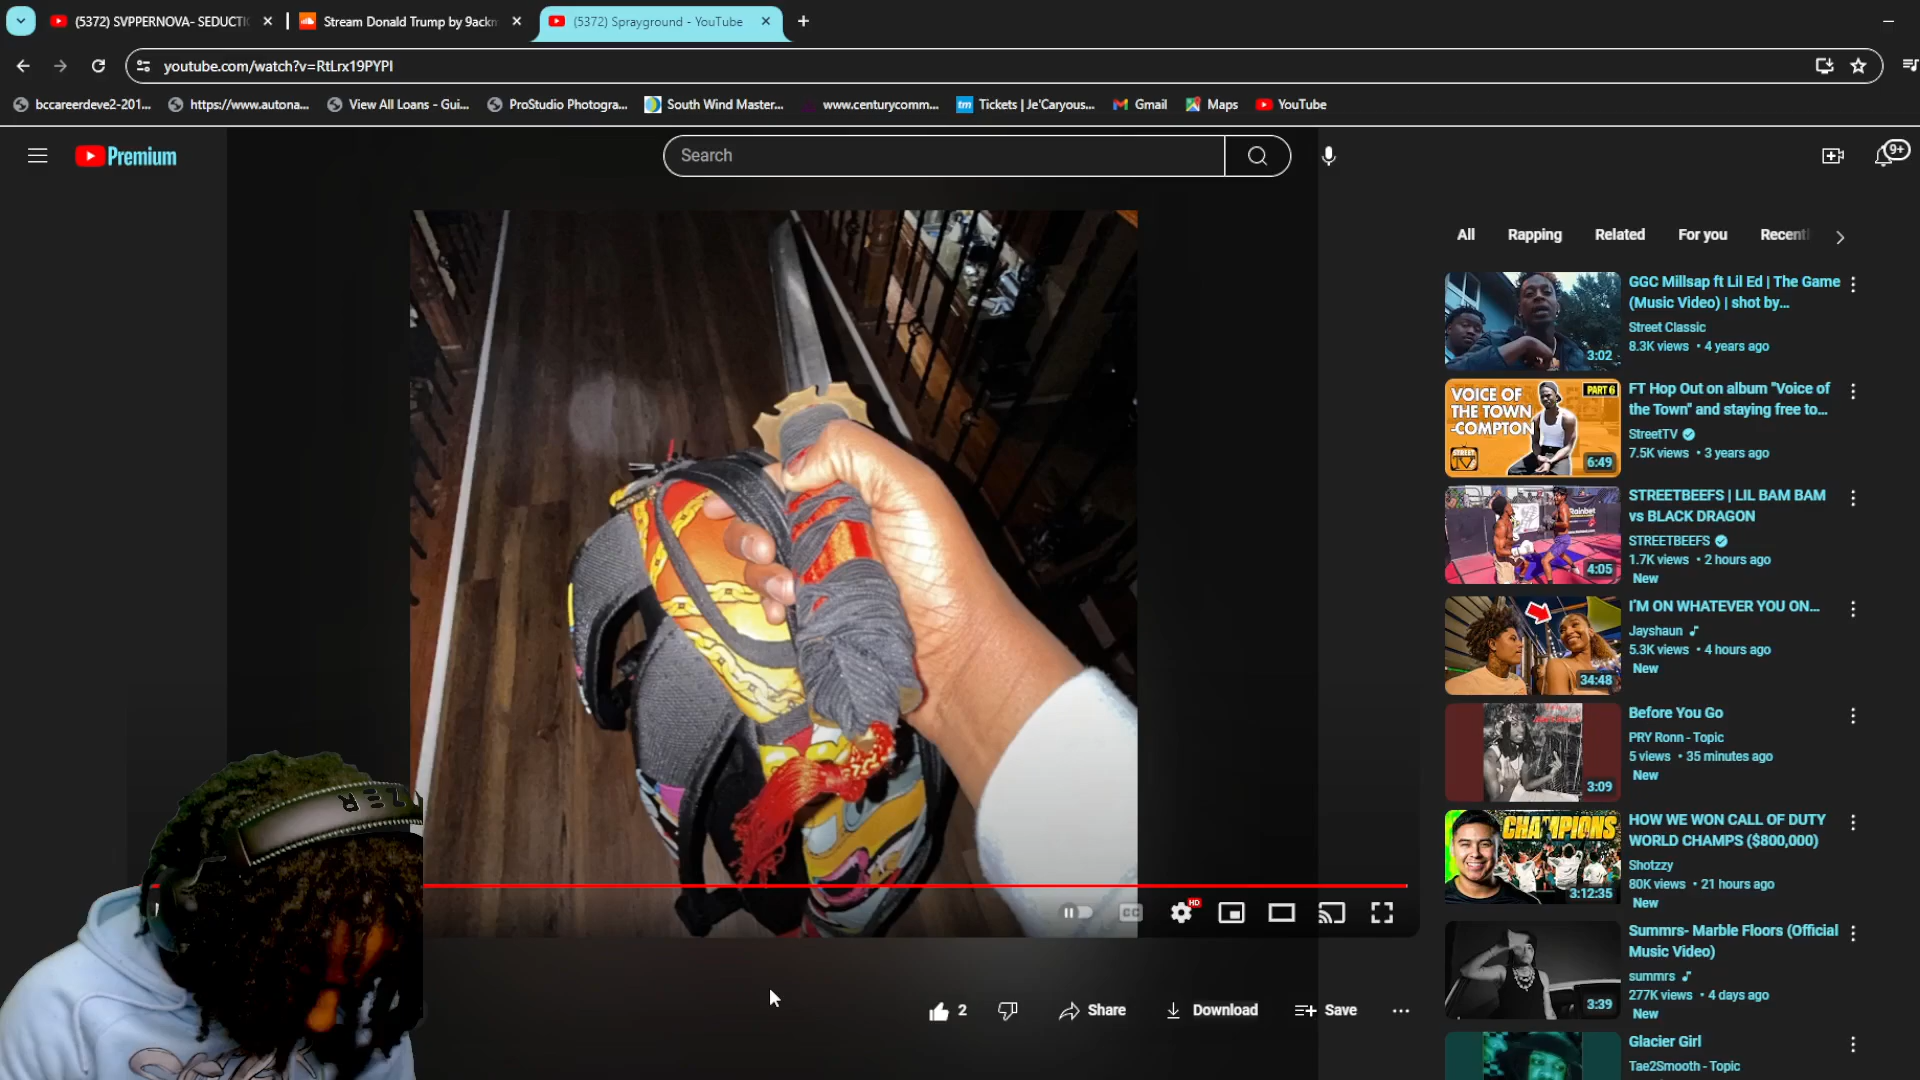 (5372) SVPPERNOVA- SEDUCTI
Stream Donald Trump by 9ackn
(5372) Sprayground - YouTube
youtube.com/watch?v=RtLrx19PYPI
bccareerdeve2-201...
https://www.autona...
View All Loans - Gui...
ProStudio Photogra...
South Wind Master...
www.centurycomm...
tm Tickets | Je'Caryous...
Gmail
Maps
YouTube
Premium
Search
9+
All
Rapping
Related
For you
Recentl
GGC Millsap ft Lil Ed | The Game
(Music Video) | shot by...
Street Classic
8.3K views • 4 years ago
3:02
VOICE OF
THE TOWN
-COMPTON
PART 6
STREET
TV
6:49
FT Hop Out on album "Voice of
the Town" and staying free to...
StreetTV
7.5K views • 3 years ago
Rainbet
4:05
STREETBEEFS | LIL BAM BAM
vs BLACK DRAGON
STREETBEEFS
1.7K views • 2 hours ago
New
34:48
I'M ON WHATEVER YOU ON...
Jayshaun
5.3K views • 4 hours ago
New
3:09
Before You Go
PRY Ronn - Topic
5 views • 35 minutes ago
New
CHAMPIONS
3:12:35
HOW WE WON CALL OF DUTY
WORLD CHAMPS ($800,000)
Shotzzy
80K views • 21 hours ago
New
3:39
Summrs- Marble Floors (Official
Music Video)
summrs
277K views • 4 days ago
New
Glacier Girl
Tae2Smooth - Topic
CC
HD
2
Share
Download
Save